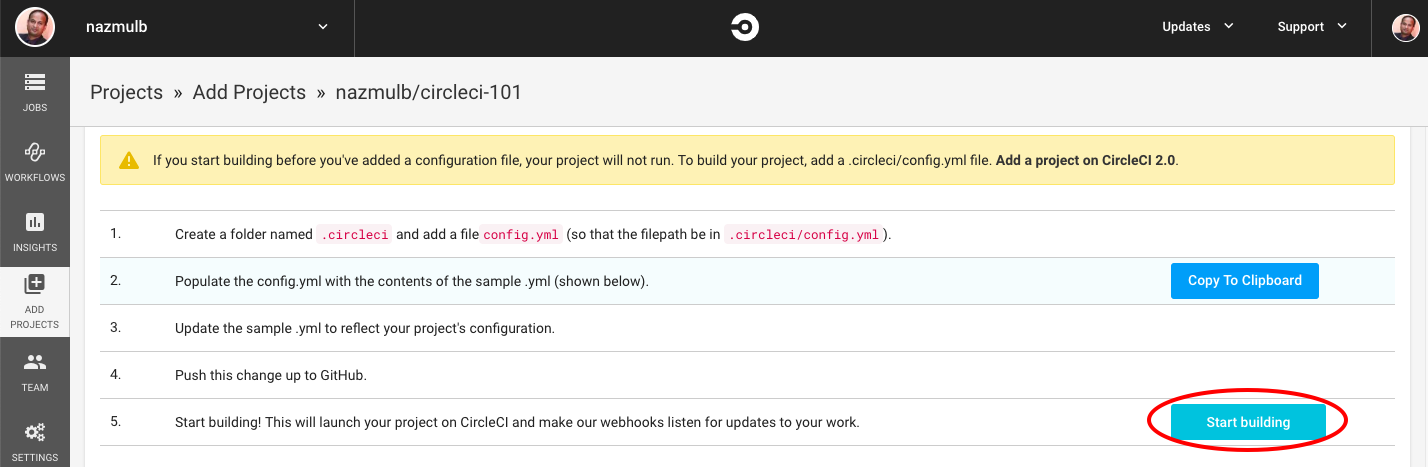 nazmulb
Updates
Support
JOBS
WORKFLOWS
INSIGHTS
ADD
PROJECTS
TEAM
SETTINGS
Projects » Add Projects » nazmulb/circleci-101
If you start building before you've added a configuration file, your project will not run. To build your project, add a .circleci/config.yml file. Add a project on CircleCI 2.0.
1. Create a folder named .circleci and add a file config.yml (so that the filepath be in .circleci/config.yml ).
2. Populate the config.yml with the contents of the sample .yml (shown below). Copy To Clipboard
3. Update the sample .yml to reflect your project's configuration.
4. Push this change up to GitHub.
5. Start building! This will launch your project on CircleCI and make our webhooks listen for updates to your work. Start building